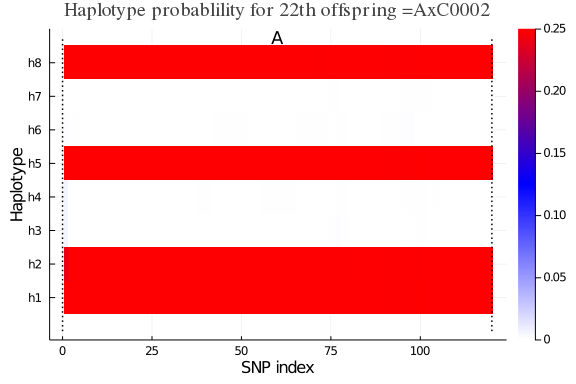 Haplotype probablility for 22th offspring =AxC0002
A
Haplotype
h8
h7
h6
h5
h4
h3
h2
h1
0
25
50
75
100
SNP index
0.25
0.20
0.15
0.10
0.05
0